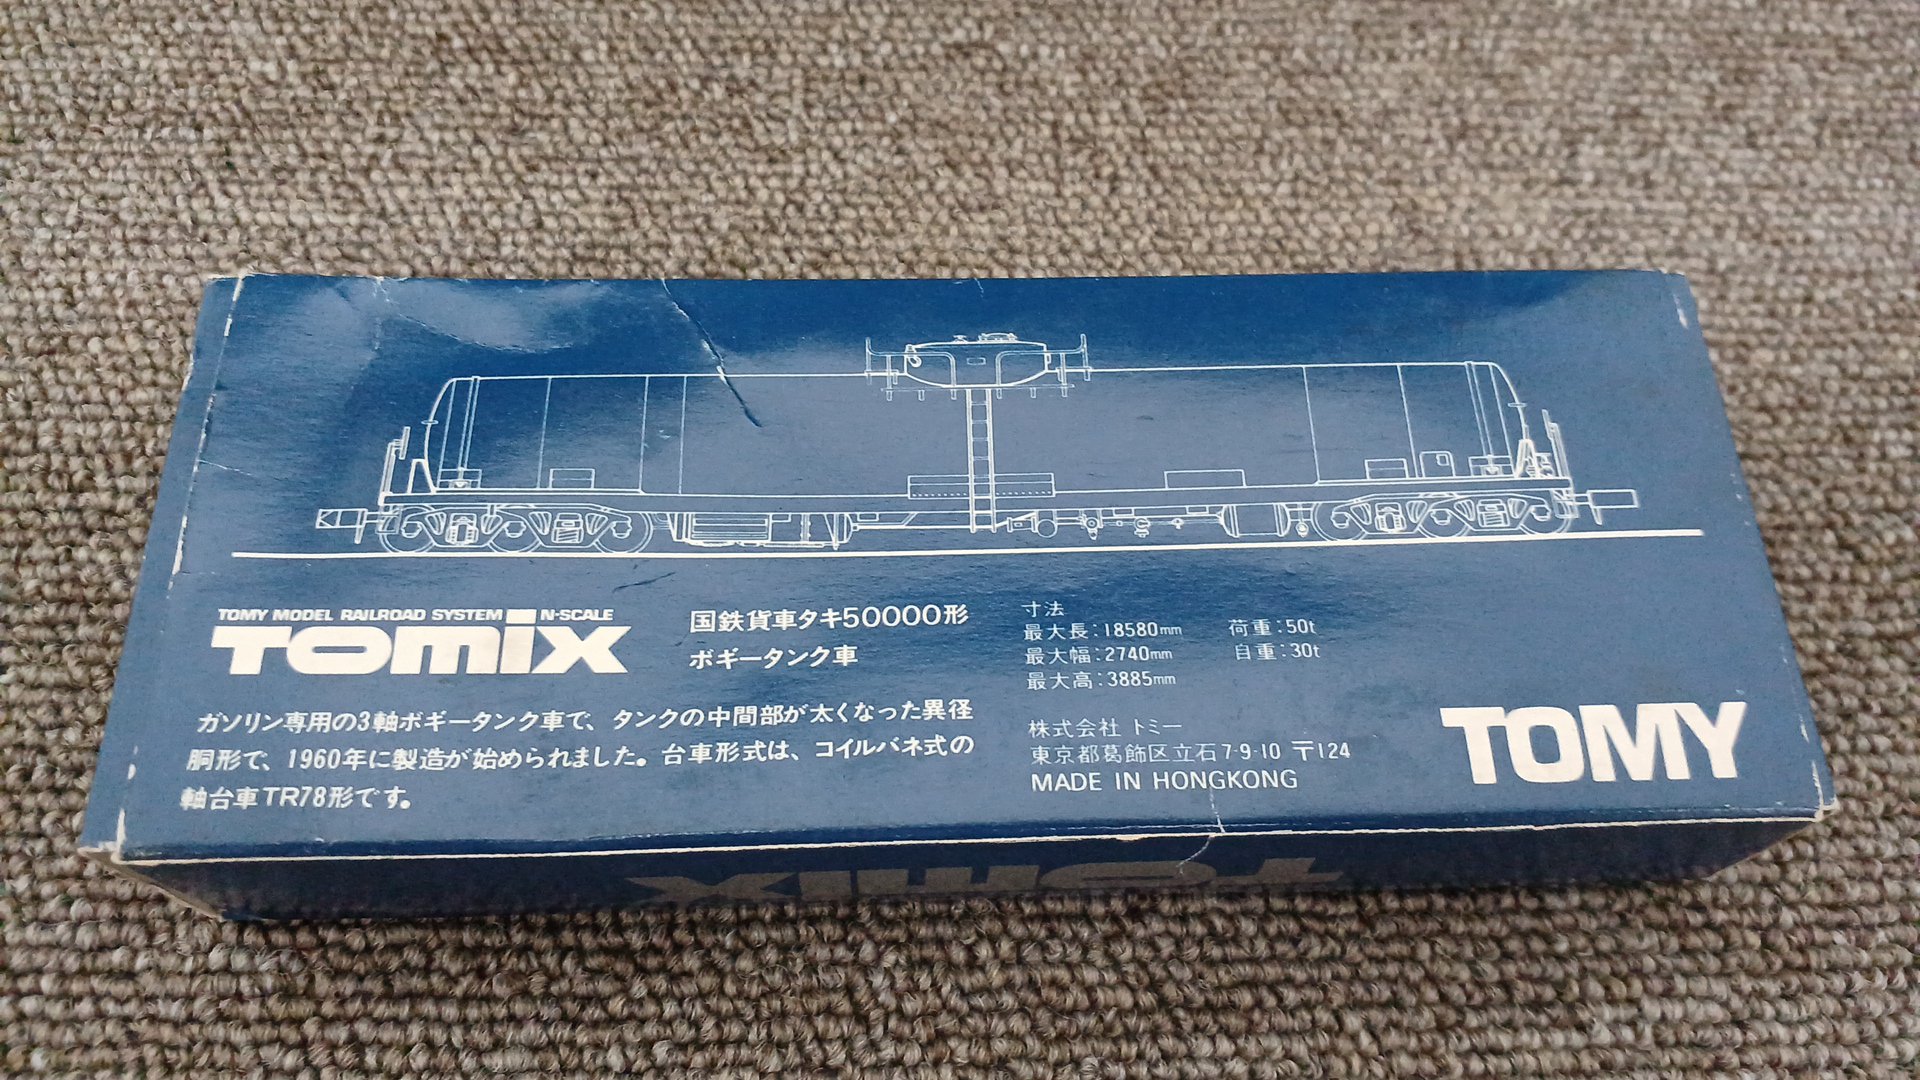 TOMY MODEL RAILROAD SYSTEM N-SCALE
TOMIX
国鉄貨車タキ50000形
ボギータンク車
ガソリン専用の3軸ボギータンク車で、タンクの中間部が太くなった異径
胴形で、1960年に製造が始められました。台車形式は、コイルバネ式の
軸台車TR78形です。
寸法
最大長:18580mm 荷重:50t
最大幅:2740mm 自重:30t
最大高:3885mm
株式会社 トミー
東京都葛飾区立石7-9-10 〒124
MADE IN HONGKONG
TOMY
TOMIX